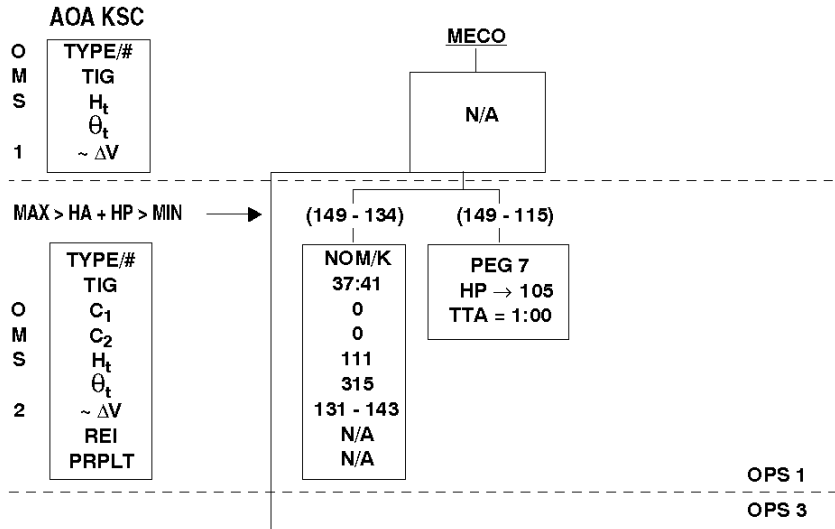 AOA KSC
MECO
O
M
S
1
TYPE/#
TIG
Ht
θt
~ ΔV
N/A
MAX > HA + HP > MIN
(149 - 134)
(149 - 115)
O
M
S
2
TYPE/#
TIG
C1
C2
Ht
θt
~ ΔV
REI
PRPLT
NOM/K
37:41
0
0
111
315
131 - 143
N/A
N/A
PEG 7
HP → 105
TTA = 1:00
OPS 1
OPS 3